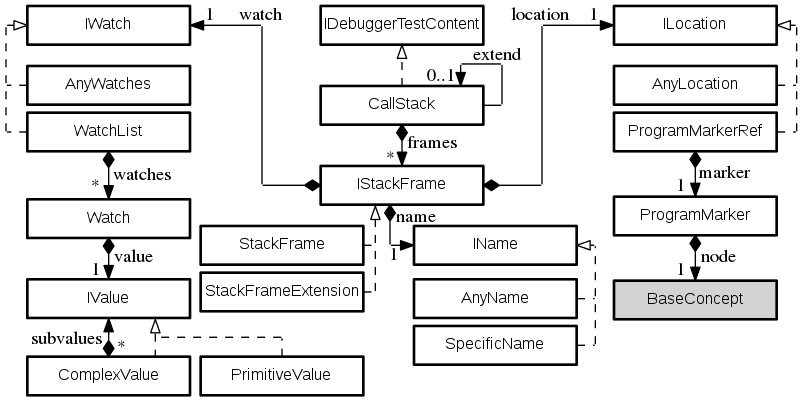 IWatch
1
watch
IDebuggerTestContent
location
1
ILocation
extend
0..1
AnyWatches
CallStack
AnyLocation
WatchList
frames
*
ProgramMarkerRef
watches
*
IStackFrame
marker
1
Watch
name
1
ProgramMarker
value
1
StackFrame
IName
node
1
IValue
StackFrameExtension
AnyName
BaseConcept
subvalues
*
SpecificName
ComplexValue
PrimitiveValue